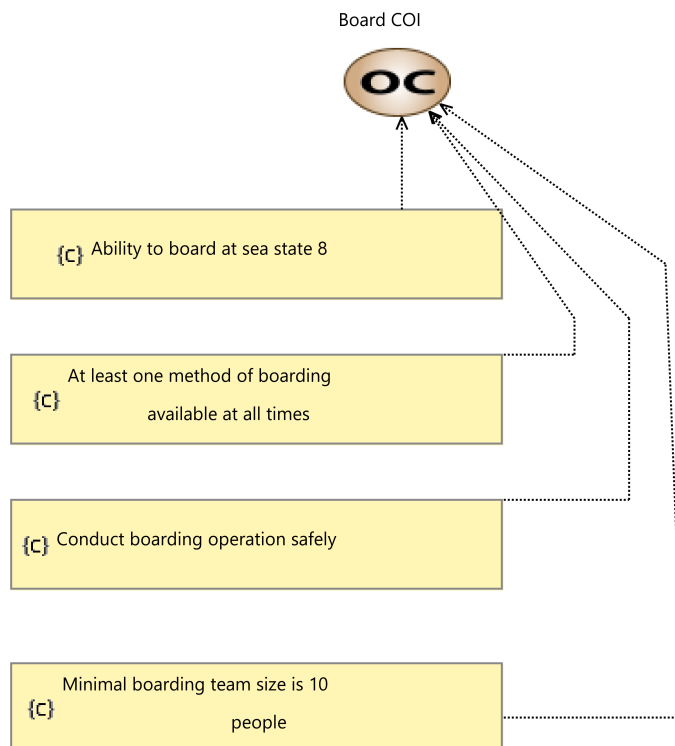 Board COI
OC
{c} Ability to board at sea state 8
{c} At least one method of boarding
available at all times
{c} Conduct boarding operation safely
{c} Minimal boarding team size is 10
people